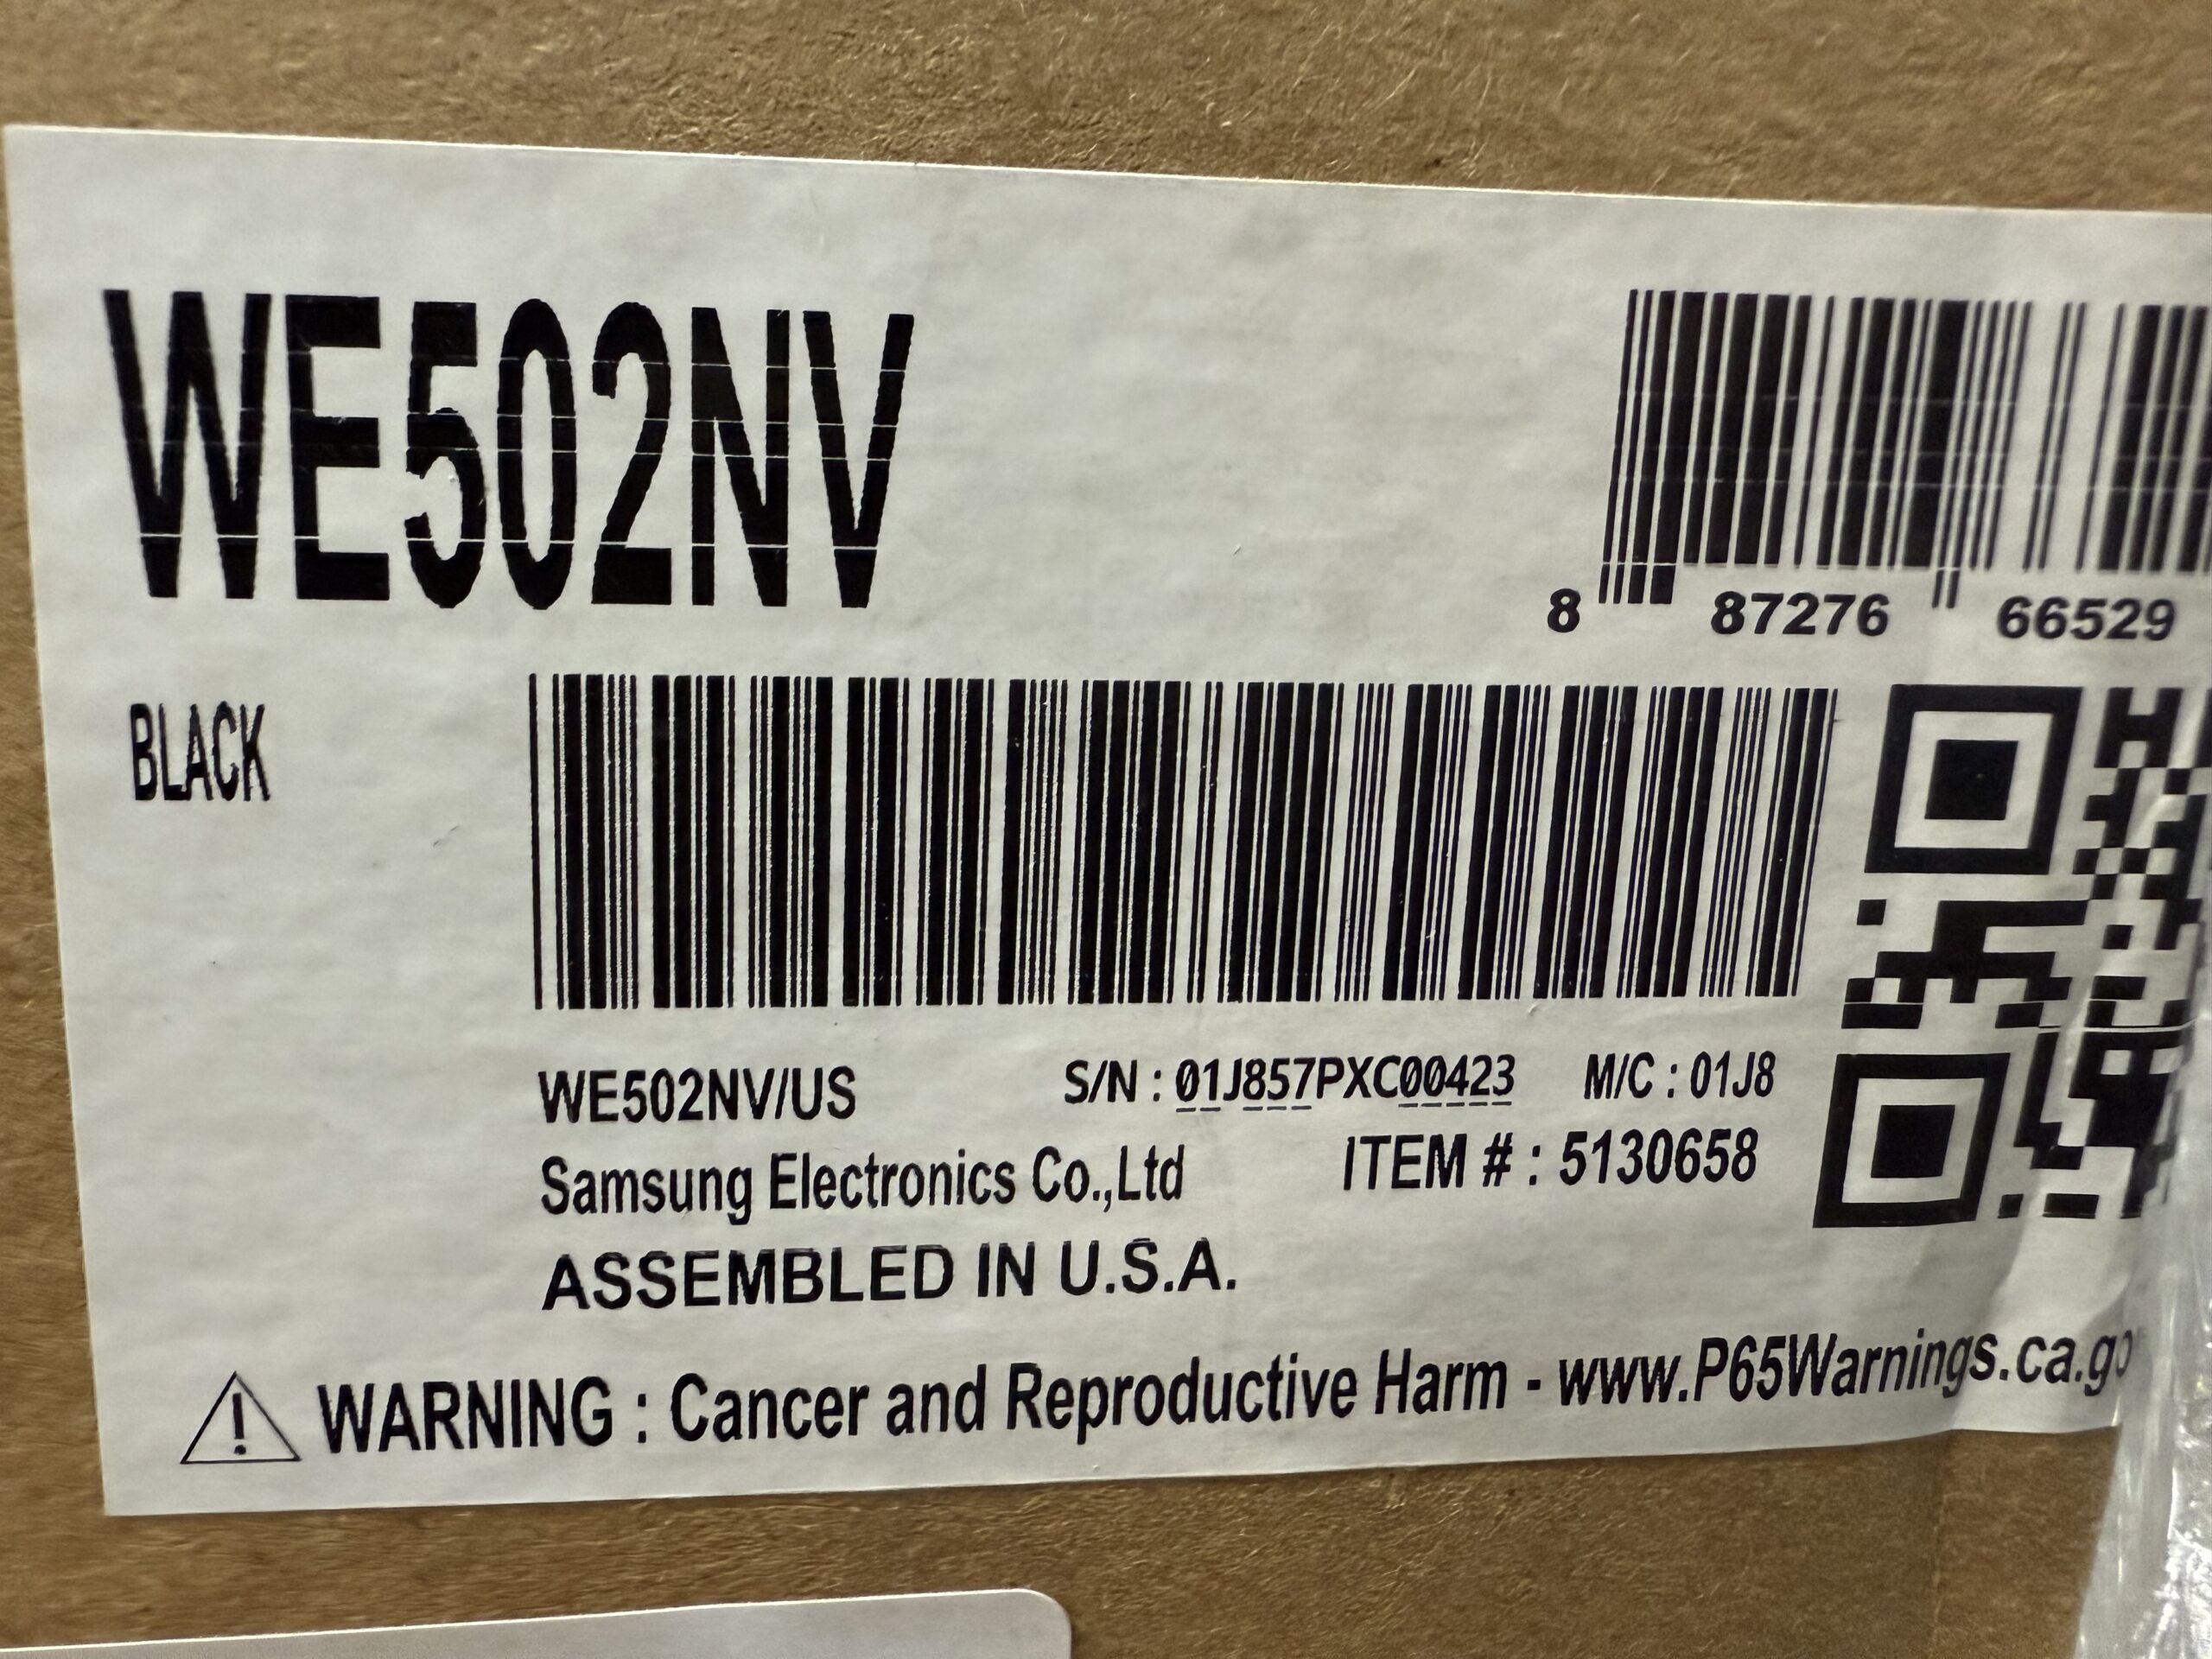 WE502NV
8 87276 66529
BLACK
WE502NV/US S/N : 01J857PXC00423 M/C : 01J8
Samsung Electronics Co.,Ltd ITEM # : 5130658
ASSEMBLED IN U.S.A.
WARNING : Cancer and Reproductive Harm - www.P65Warnings.ca.go